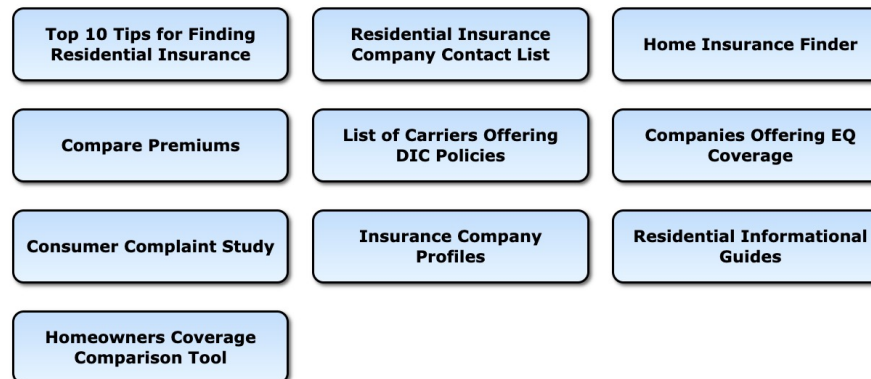 Top 10 Tips for Finding
Residential Insurance
Residential Insurance
Company Contact List
Home Insurance Finder
Compare Premiums
List of Carriers Offering
DIC Policies
Companies Offering EQ
Coverage
Consumer Complaint Study
Insurance Company
Profiles
Residential Informational
Guides
Homeowners Coverage
Comparison Tool